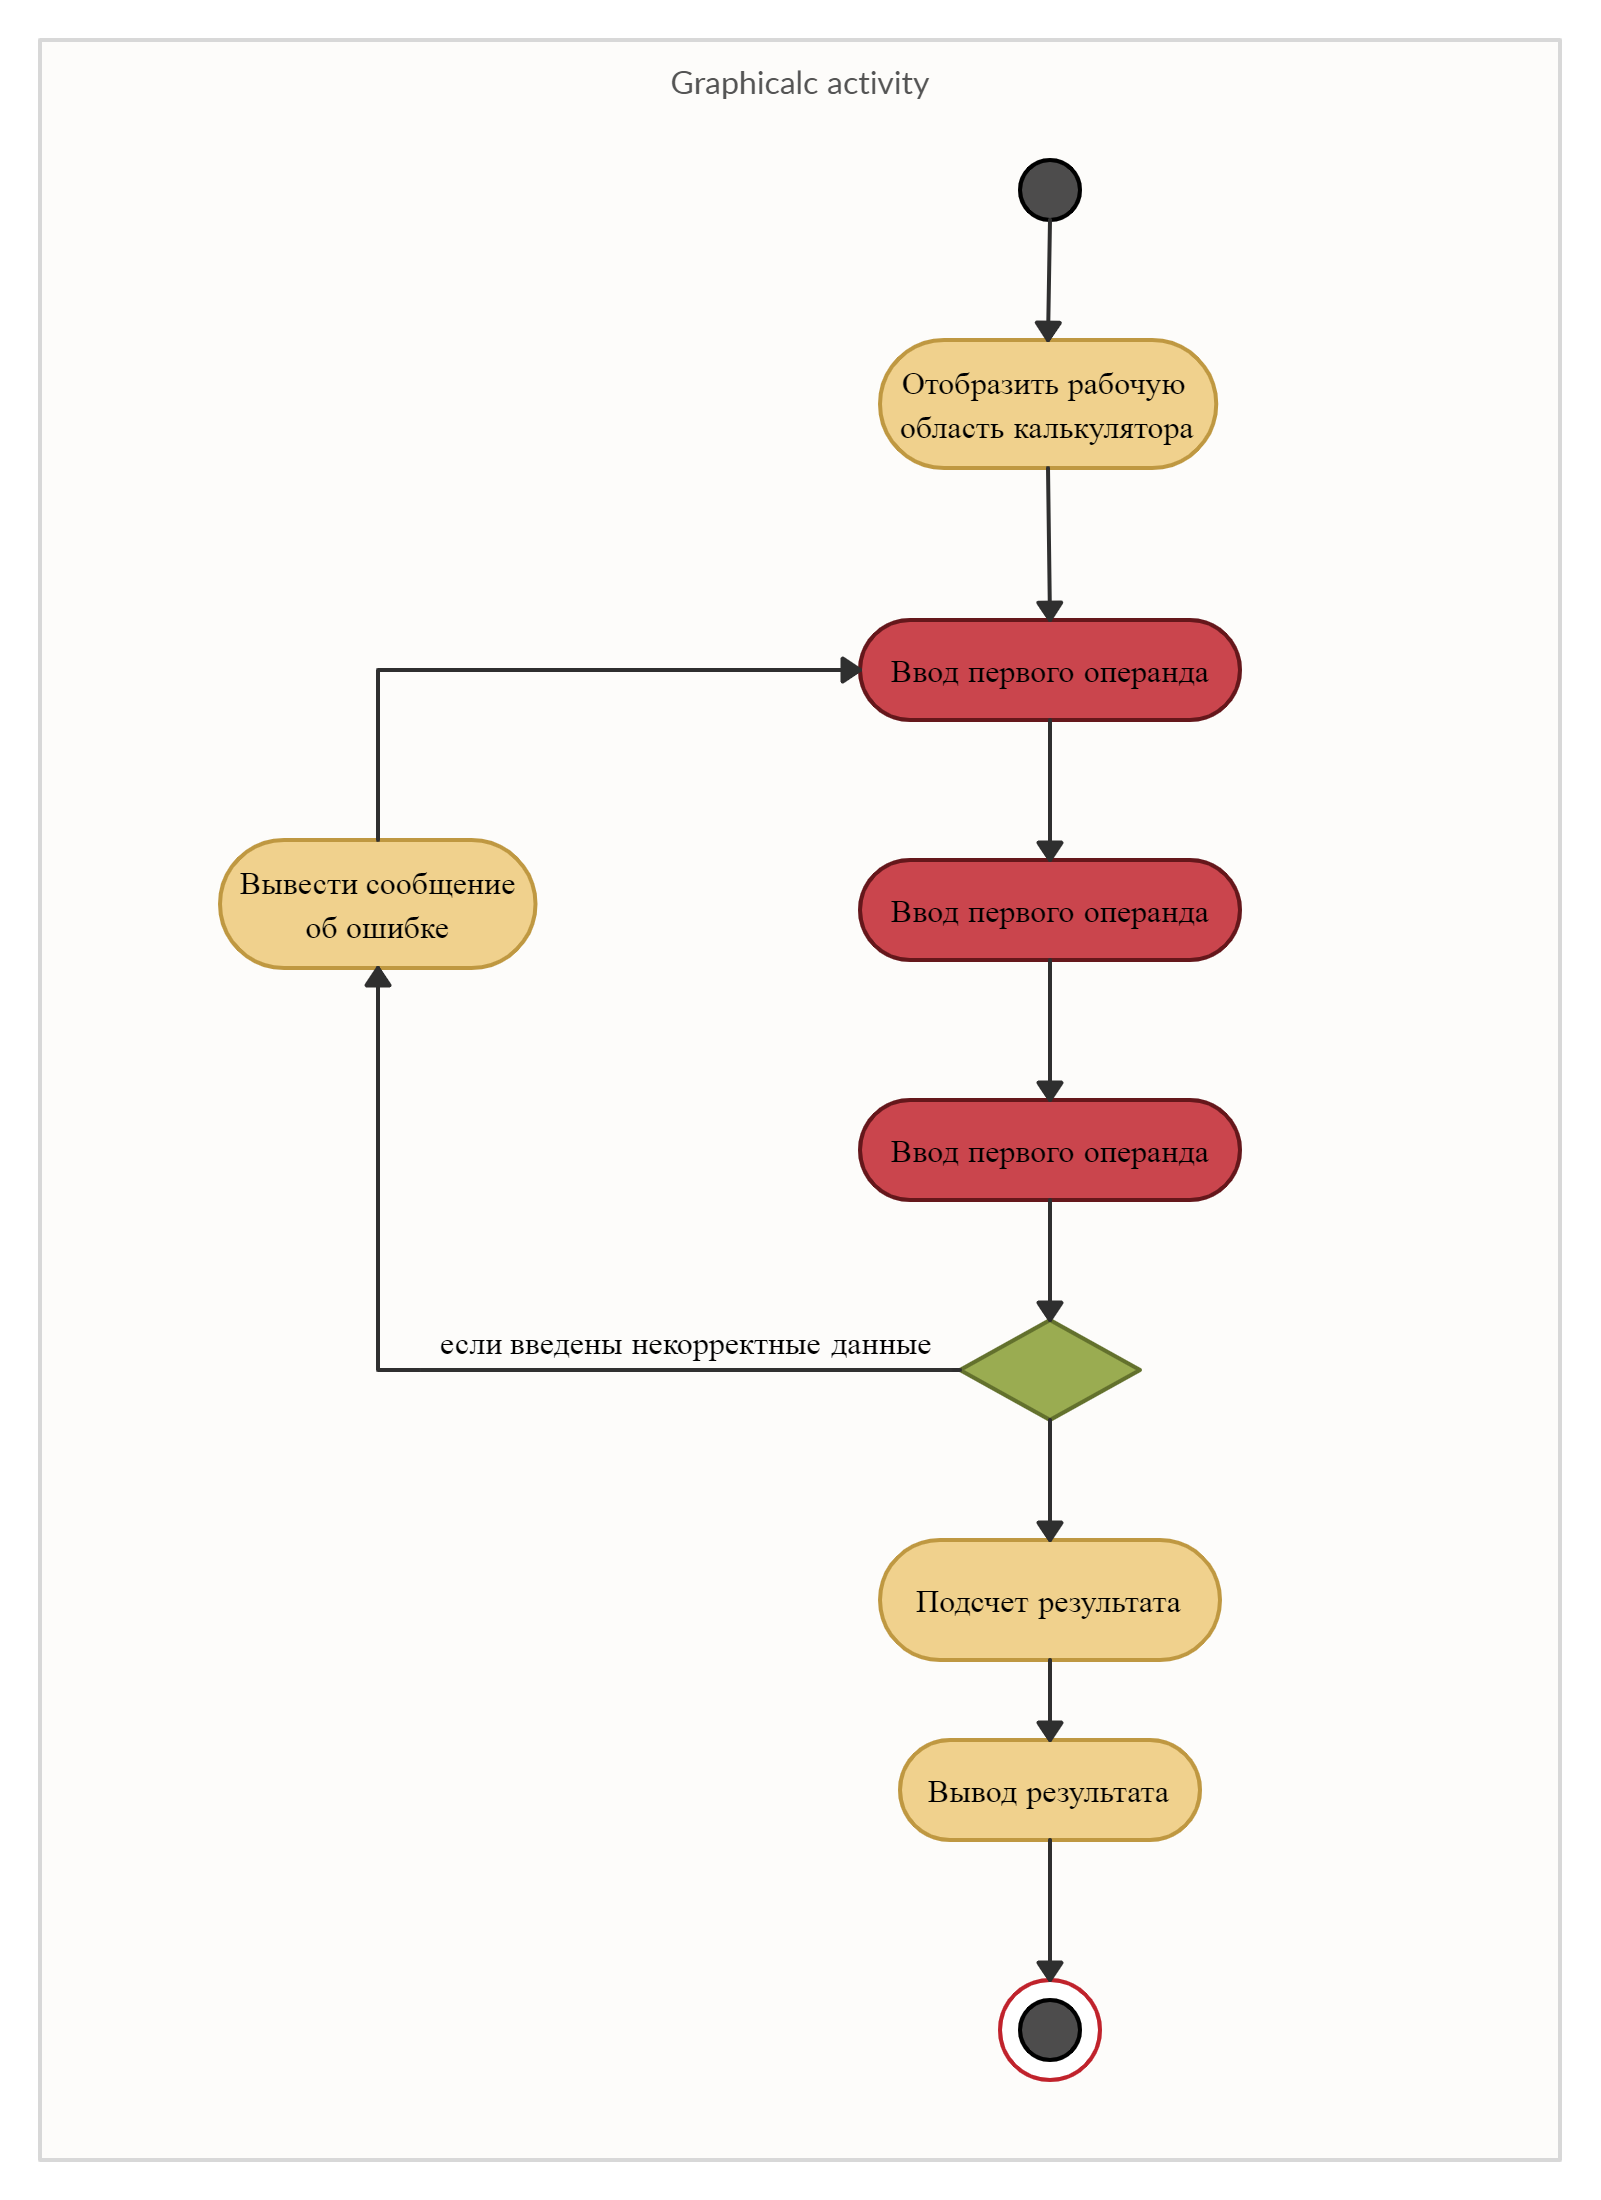 Graphicalc activity
Отобразить рабочую
область калькулятора
Ввод первого операнда
Вывести сообщение
об ошибке
Ввод первого операнда
Ввод первого операнда
если введены некорректные данные
Подсчет результата
Вывод результата